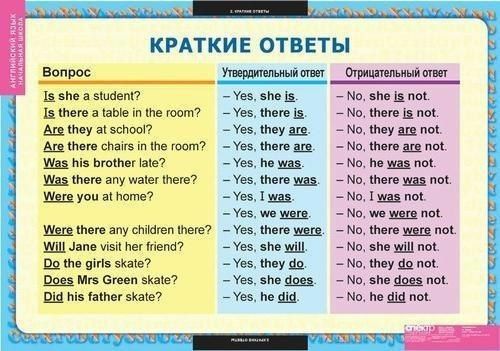 2. КРАТКИЕ ОТВЕТЫ
АНГЛИЙСКИЙ ЯЗЫК
НАЧАЛЬНАЯ ШКОЛА
КРАТКИЕ ОТВЕТЫ
Вопрос Утвердительный ответ Отрицательный ответ
Is she a student? – Yes, she is. – No, she is not.
Is there a table in the room? – Yes, there is. – No, there is not.
Are they at school? – Yes, they are. – No, they are not.
Are there chairs in the room? – Yes, there are. – No, there are not.
Was his brother late? – Yes, he was. – No, he was not.
Was there any water there? – Yes, there was. – No, there was not.
Were you at home? – Yes, I was. – No, I was not.
– Yes, we were. – No, we were not.
Were there any children there? – Yes, there were. – No, there were not.
Will Jane visit her friend? – Yes, she will. – No, she will not.
Do the girls skate? – Yes, they do. – No, they do not.
Does Mrs Green skate? – Yes, she does. – No, she does not.
Did his father skate? – Yes, he did. – No, he did not.
КРАТКИЕ ОТВЕТЫ
спектр